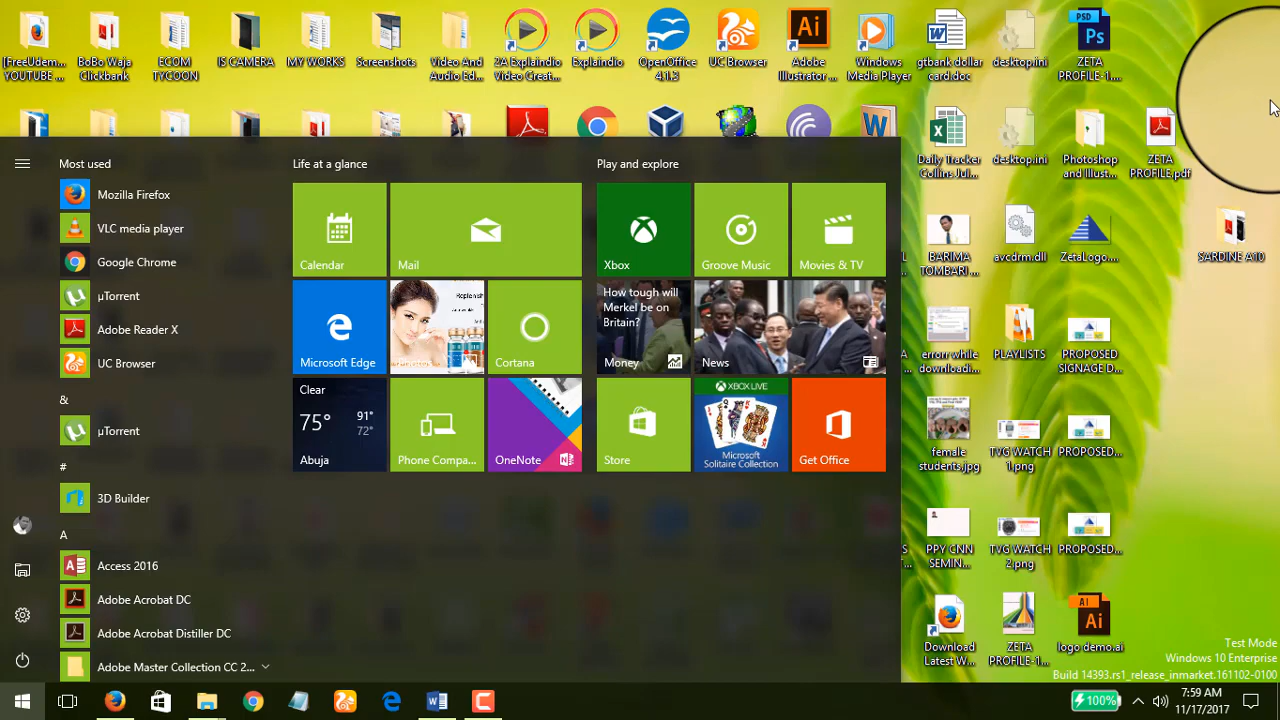 [FreeUdem... BoBo Waja ECOM IS CAMERA MY WORKS Screenshots Video And 2A Explaindio Explaindio OpenOffice UC Browser Adobe Windows gtbank dollar desktop.ini ZETA
YOUTUBE ... Clickbank TYCOON Audio Ed... Video Creat... 4.1.3 Illustrator ... Media Player card.doc PROFILE-1...
PSD
Ps
Ai
Daily Tracker desktop.ini Photoshop ZETA
Collins Jul... and Illust... PROFILE.pdf
BARIMA avcdrm.dll ZetaLogo.... SARDINE A10
TOMBARI ...
errorr while PLAYLISTS PROPOSED
downloadi... SIGNAGE D...
female TVG WATCH PROPOSED...
students.jpg 1.png
PPY CNN TVG WATCH PROPOSED...
SEMIN... 2.png
AI
Ai
Download ZETA logo demo.ai
Latest W... PROFILE-1...
Most used
Mozilla Firefox
VLC media player
Google Chrome
µTorrent
Adobe Reader X
UC Browser
&
µTorrent
#
3D Builder
A
Access 2016
Adobe Acrobat DC
Adobe Acrobat Distiller DC
Adobe Master Collection CC 2...
Life at a glance
Calendar
Mail
Microsoft Edge
Replenish
Cortana
Clear
75° 91°
72°
Abuja
Phone Compa...
OneNote
Play and explore
Xbox
Groove Music
Movies & TV
How tough will
Merkel be on
Britain?
Money
News
Store
XBOX LIVE
Microsoft
Solitaire Collection
Get Office
Test Mode
Windows 10 Enterprise
Build 14393.rs1_release_inmarket.161102-0100
100%
7:59 AM
11/17/2017